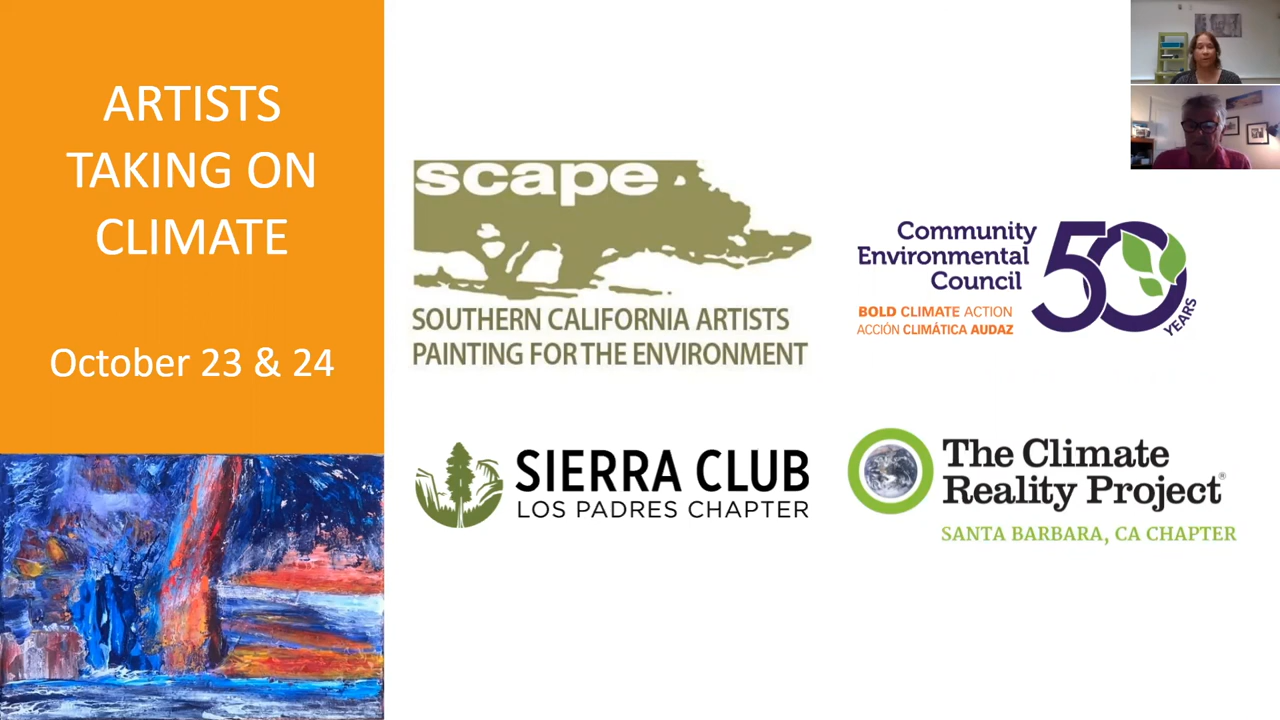 ARTISTS
TAKING ON
CLIMATE
October 23 & 24
scape
SOUTHERN CALIFORNIA ARTISTS
PAINTING FOR THE ENVIRONMENT
Community
Environmental
Council
BOLD CLIMATE ACTION
ACCIÓN CLIMÁTICA AUDAZ
50
YEARS
SIERRA CLUB
LOS PADRES CHAPTER
The Climate
Reality Project®
SANTA BARBARA, CA CHAPTER